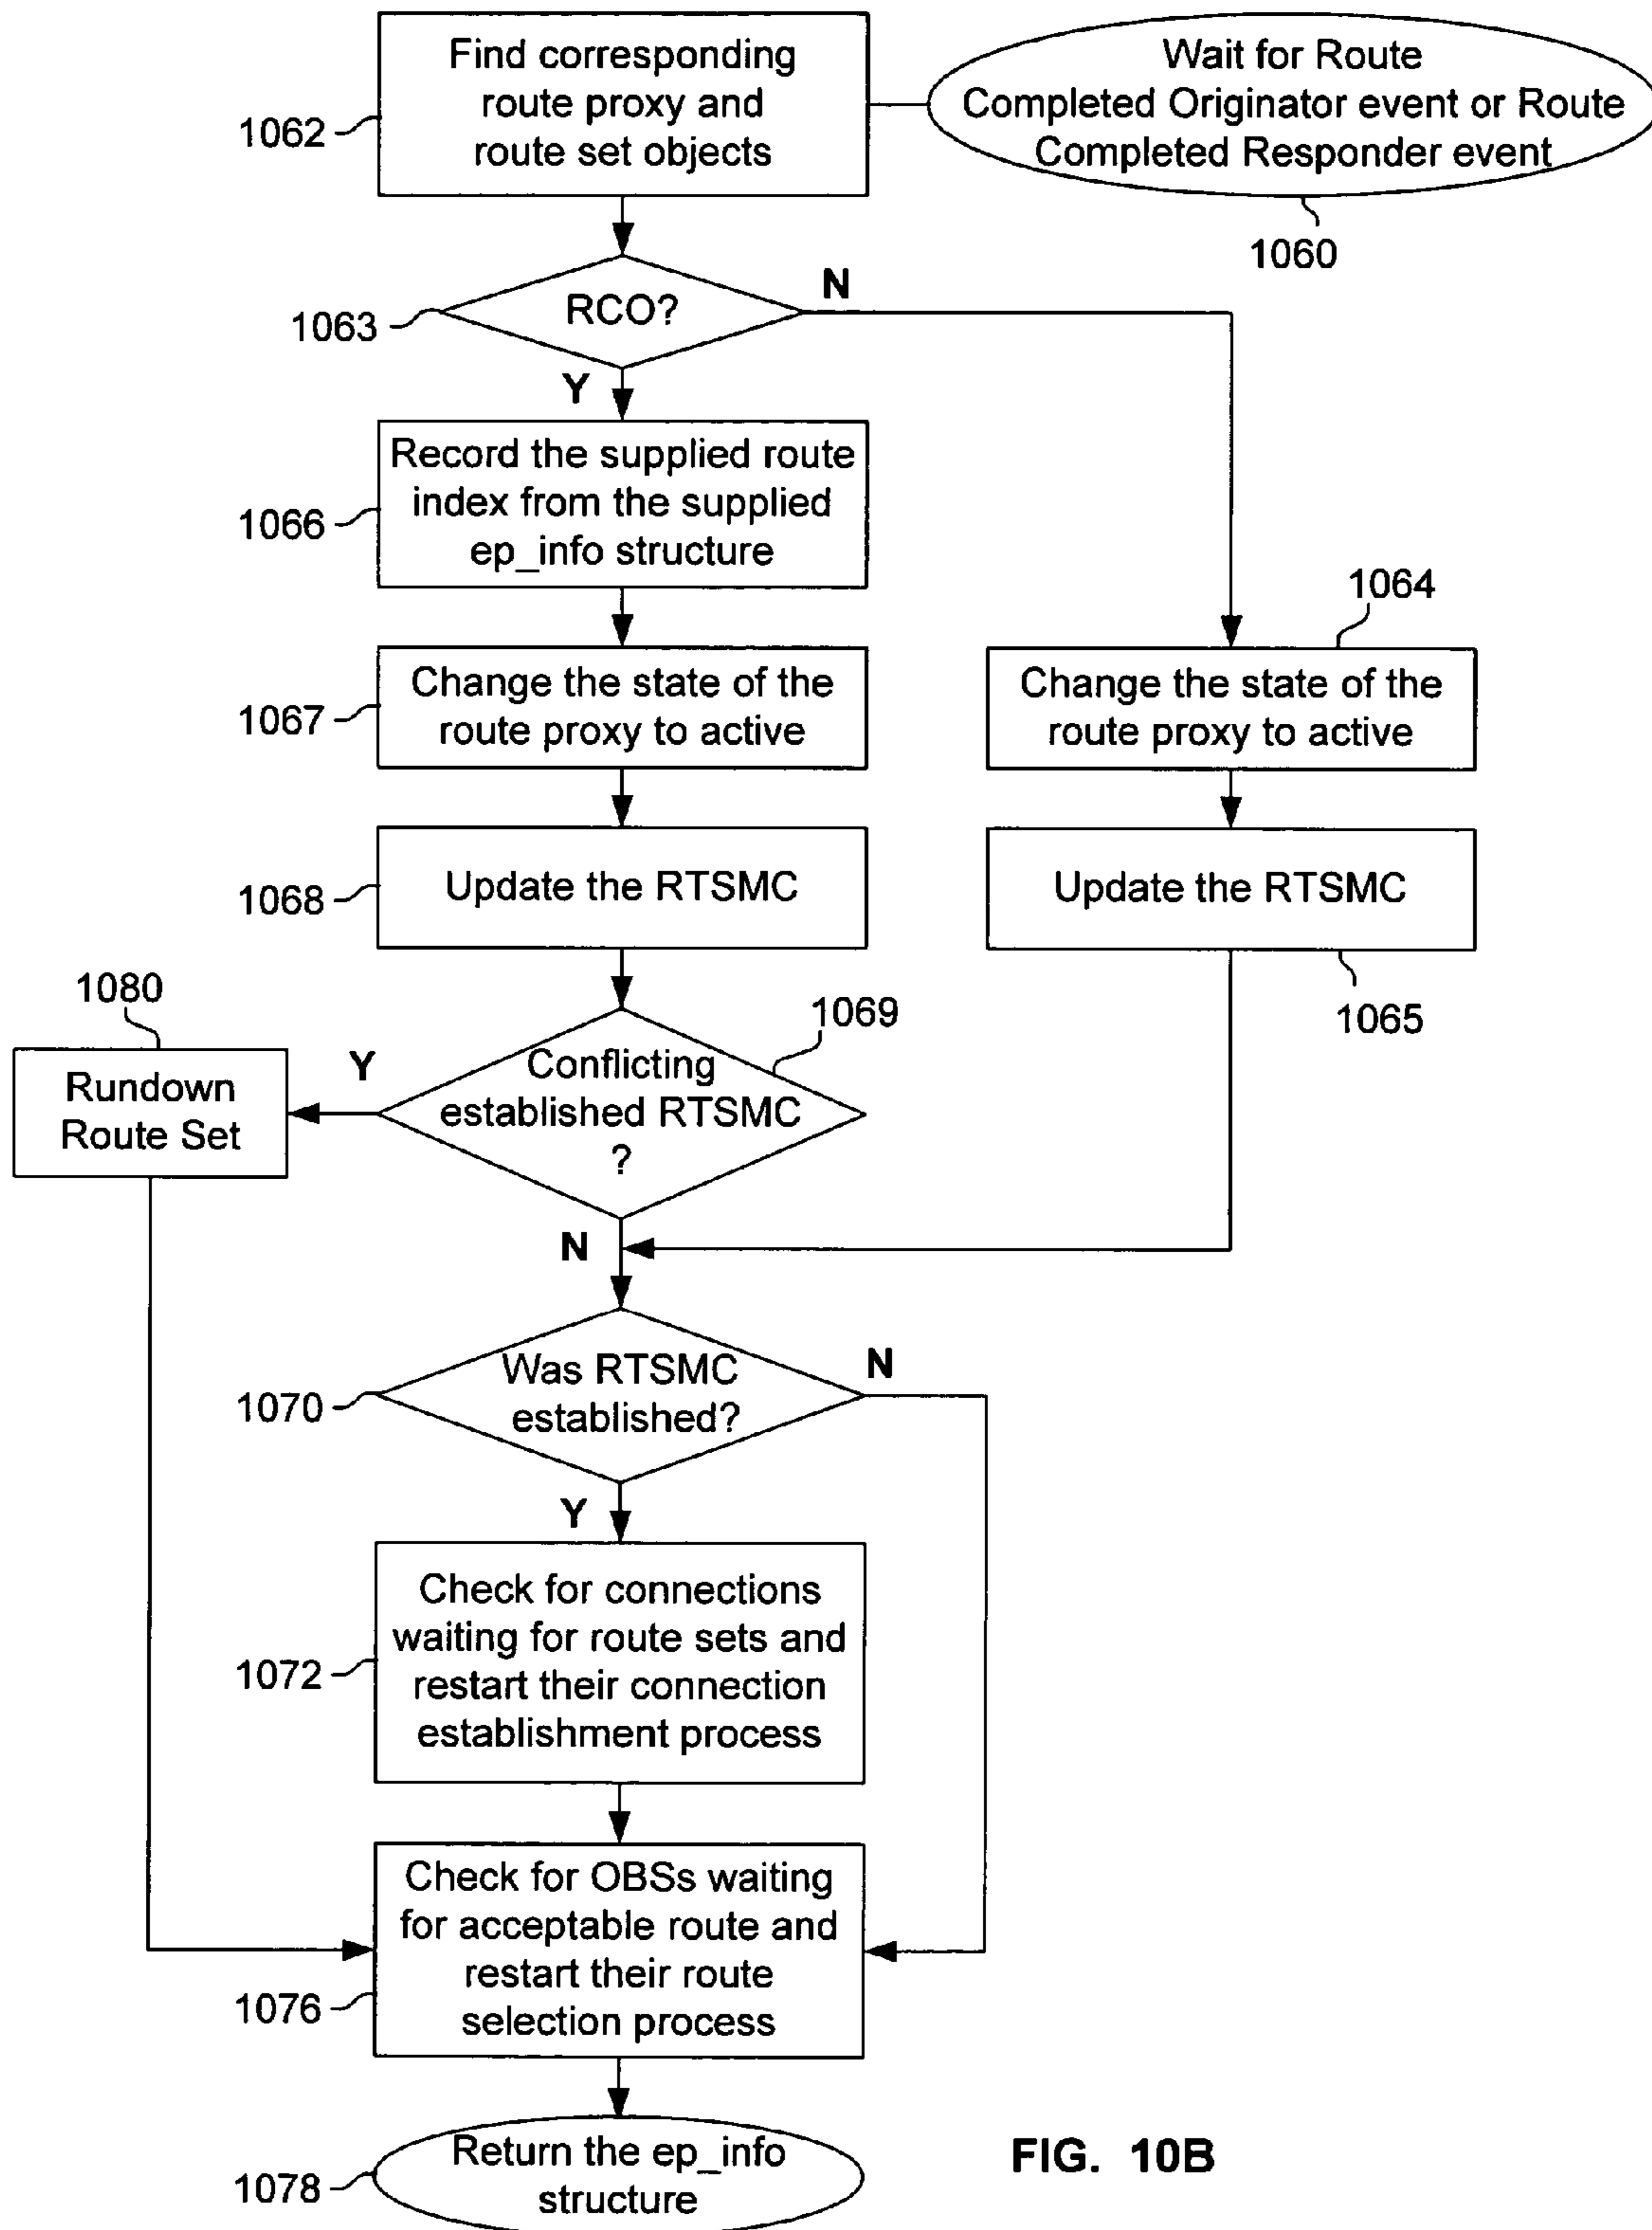 Find corresponding
route proxy and
route set objects
1062
Wait for Route
Completed Originator event or Route
Completed Responder event
1060
RCO?
1063
N
Y
Record the supplied route
index from the supplied
ep_info structure
1066
1064
Change the state of the
route proxy to active
1067
Change the state of the
route proxy to active
Update the RTSMC
1068
Update the RTSMC
1065
1080
Rundown
Route Set
Y
1069
Conflicting
established RTSMC
?
N
Was RTSMC
established?
1070
N
Y
Check for connections
waiting for route sets and
restart their connection
establishment process
1072
Check for OBSs waiting
for acceptable route and
restart their route
selection process
1076
Return the ep_info
structure
1078
FIG. 10B